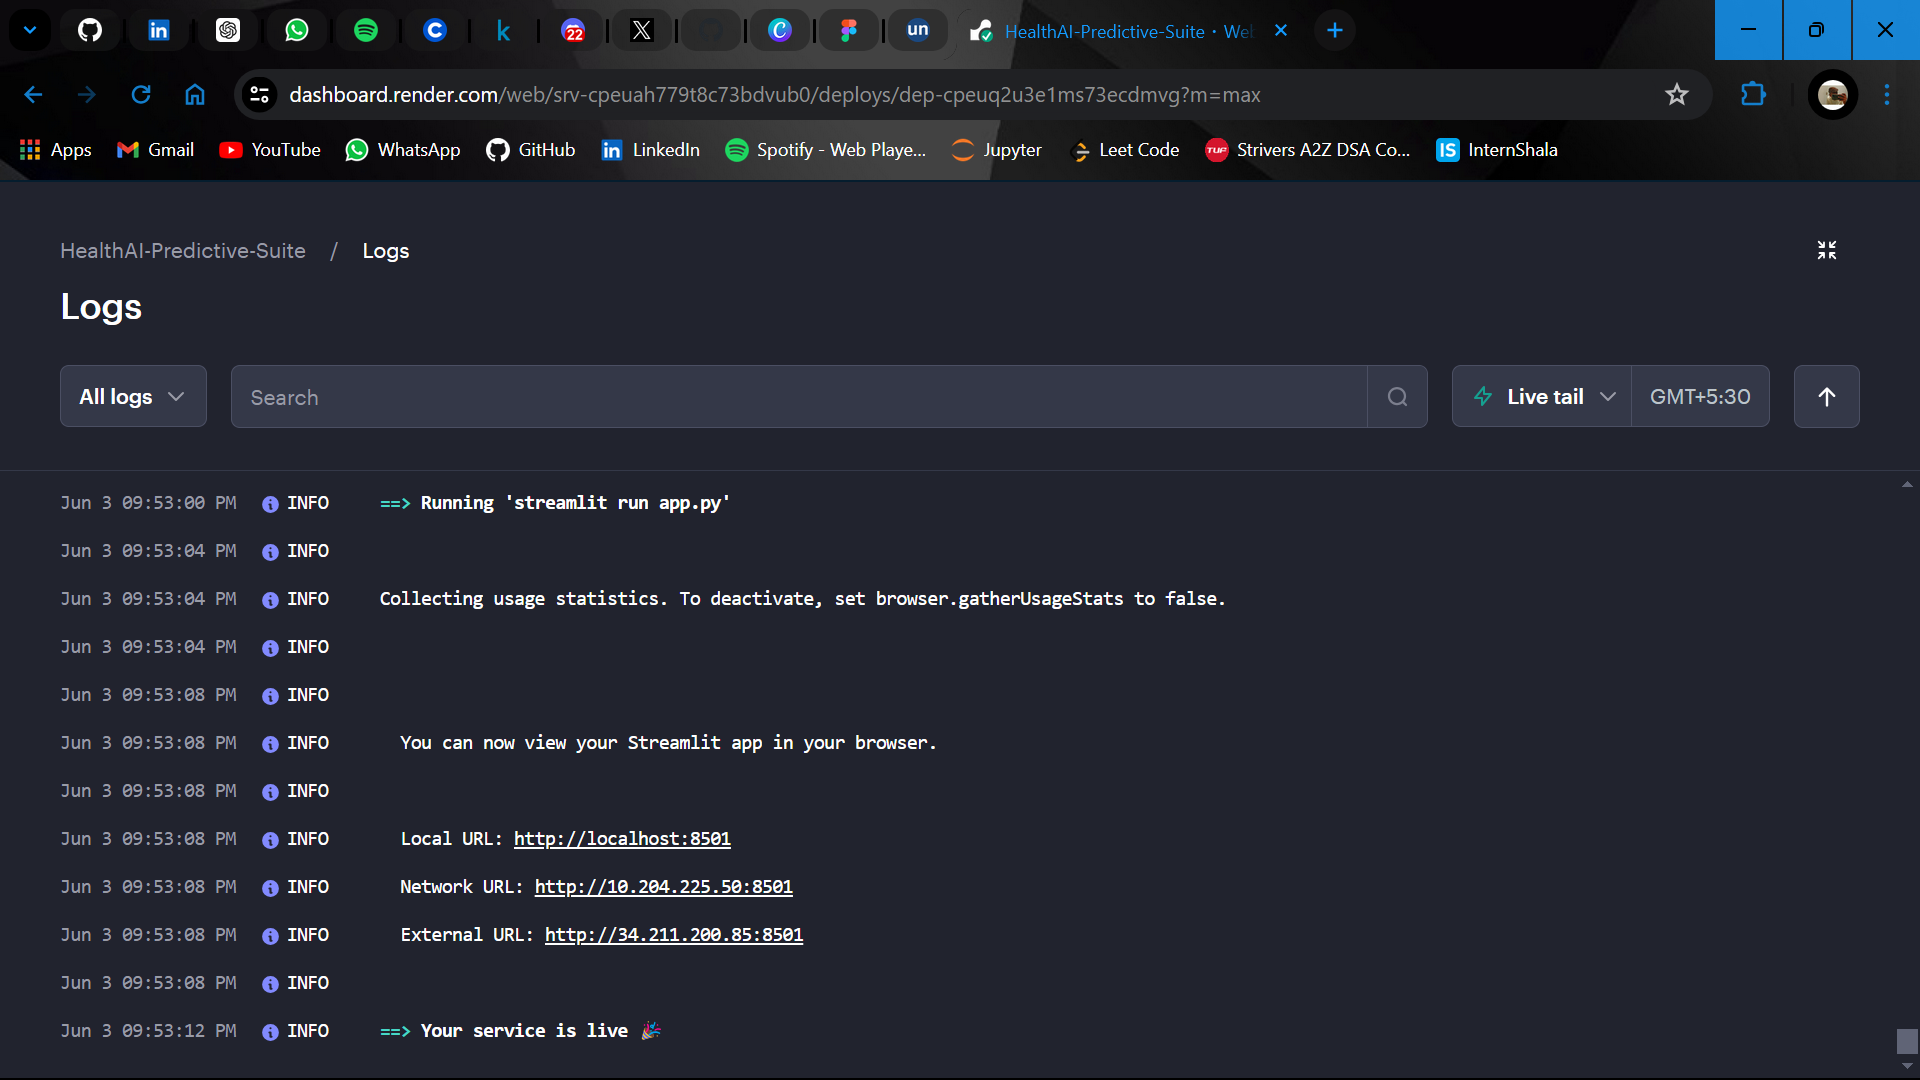 22
un
HealthAI-Predictive-Suite · Web
dashboard.render.com/web/srv-cpeuah779t8c73bdvub0/deploys/dep-cpeuq2u3e1ms73ecdmvg?m=max
Apps Gmail YouTube WhatsApp GitHub LinkedIn Spotify - Web Playe... Jupyter Leet Code TUF Strivers A2Z DSA Co... IS InternShala
HealthAI-Predictive-Suite / Logs
Logs
All logs Search Live tail GMT+5:30
Jun 3 09:53:00 PM INFO ==> Running 'streamlit run app.py'
Jun 3 09:53:04 PM INFO
Jun 3 09:53:04 PM INFO Collecting usage statistics. To deactivate, set browser.gatherUsageStats to false.
Jun 3 09:53:04 PM INFO
Jun 3 09:53:08 PM INFO
Jun 3 09:53:08 PM INFO You can now view your Streamlit app in your browser.
Jun 3 09:53:08 PM INFO
Jun 3 09:53:08 PM INFO Local URL: http://localhost:8501
Jun 3 09:53:08 PM INFO Network URL: http://10.204.225.50:8501
Jun 3 09:53:08 PM INFO External URL: http://34.211.200.85:8501
Jun 3 09:53:08 PM INFO
Jun 3 09:53:12 PM INFO ==> Your service is live 🎉